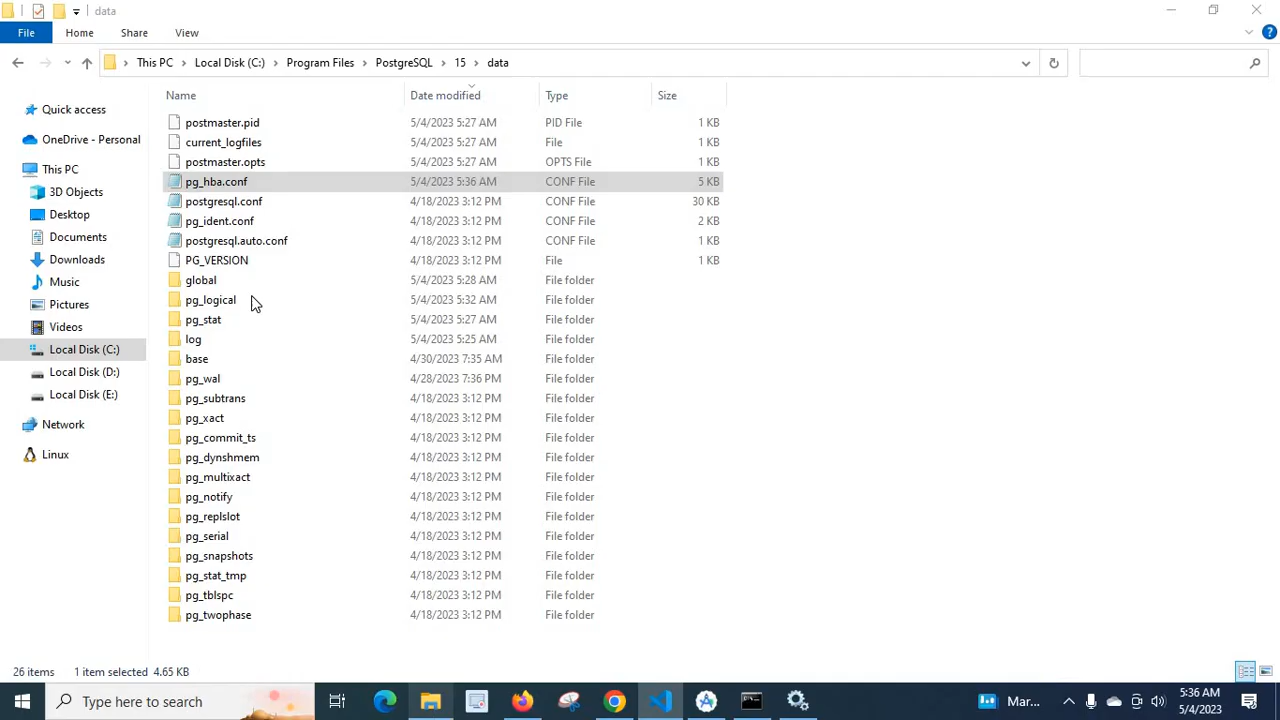 data
File Home Share View
This PC Local Disk (C:) Program Files PostgreSQL 15 data
Name Date modified Type Size
Quick access
OneDrive - Personal
This PC
3D Objects
Desktop
Documents
Downloads
Music
Pictures
Videos
Local Disk (C:)
Local Disk (D:)
Local Disk (E:)
Network
Linux
postmaster.pid 5/4/2023 5:27 AM PID File 1 KB
current_logfiles 5/4/2023 5:27 AM File 1 KB
postmaster.opts 5/4/2023 5:27 AM OPTS File 1 KB
pg_hba.conf 5/4/2023 5:36 AM CONF File 5 KB
postgresql.conf 4/18/2023 3:12 PM CONF File 30 KB
pg_ident.conf 4/18/2023 3:12 PM CONF File 2 KB
postgresql.auto.conf 4/18/2023 3:12 PM CONF File 1 KB
PG_VERSION 4/18/2023 3:12 PM File 1 KB
global 5/4/2023 5:28 AM File folder
pg_logical 5/4/2023 5:32 AM File folder
pg_stat 5/4/2023 5:27 AM File folder
log 5/4/2023 5:25 AM File folder
base 4/30/2023 7:35 AM File folder
pg_wal 4/28/2023 7:36 PM File folder
pg_subtrans 4/18/2023 3:12 PM File folder
pg_xact 4/18/2023 3:12 PM File folder
pg_commit_ts 4/18/2023 3:12 PM File folder
pg_dynshmem 4/18/2023 3:12 PM File folder
pg_multixact 4/18/2023 3:12 PM File folder
pg_notify 4/18/2023 3:12 PM File folder
pg_replslot 4/18/2023 3:12 PM File folder
pg_serial 4/18/2023 3:12 PM File folder
pg_snapshots 4/18/2023 3:12 PM File folder
pg_stat_tmp 4/18/2023 3:12 PM File folder
pg_tblspc 4/18/2023 3:12 PM File folder
pg_twophase 4/18/2023 3:12 PM File folder
26 items 1 item selected 4.65 KB
Type here to search
Mar...
5:36 AM
5/4/2023